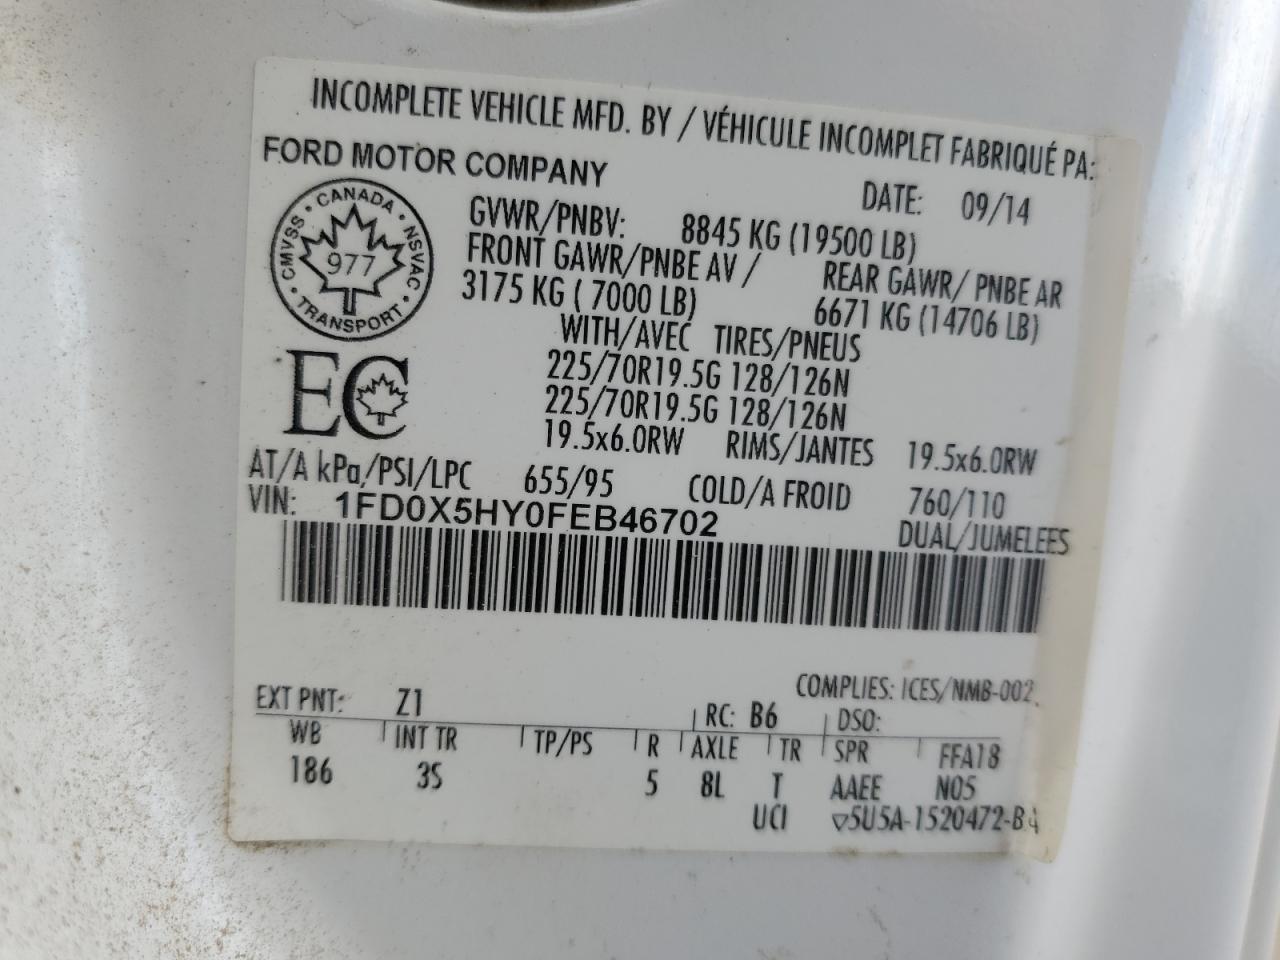 INCOMPLETE VEHICLE MFD. BY / VÉHICULE INCOMPLET FABRIQUÉ PA:
FORD MOTOR COMPANY
DATE: 09/14
CMVSS • CANADA • NSVAC • TRANSPORT •
977
GVWR/PNBV: 8845 KG (19500 LB)
FRONT GAWR/PNBE AV / REAR GAWR/ PNBE AR
3175 KG ( 7000 LB) 6671 KG (14706 LB)
WITH/AVEC TIRES/PNEUS
225/70R19.5G 128/126N
225/70R19.5G 128/126N
EC
19.5x6.0RW RIMS/JANTES 19.5x6.0RW
AT/A kPa/PSI/LPC 655/95 COLD/A FROID 760/110
VIN: 1FD0X5HY0FEB46702 DUAL/JUMELEES
COMPLIES: ICES/NMB-002
EXT PNT: Z1 RC: B6 DSO:
WB INT TR TP/PS R AXLE TR SPR FFA18
186 3S 5 8L T AAEE N05
UCI ▽5U5A-1520472-B4